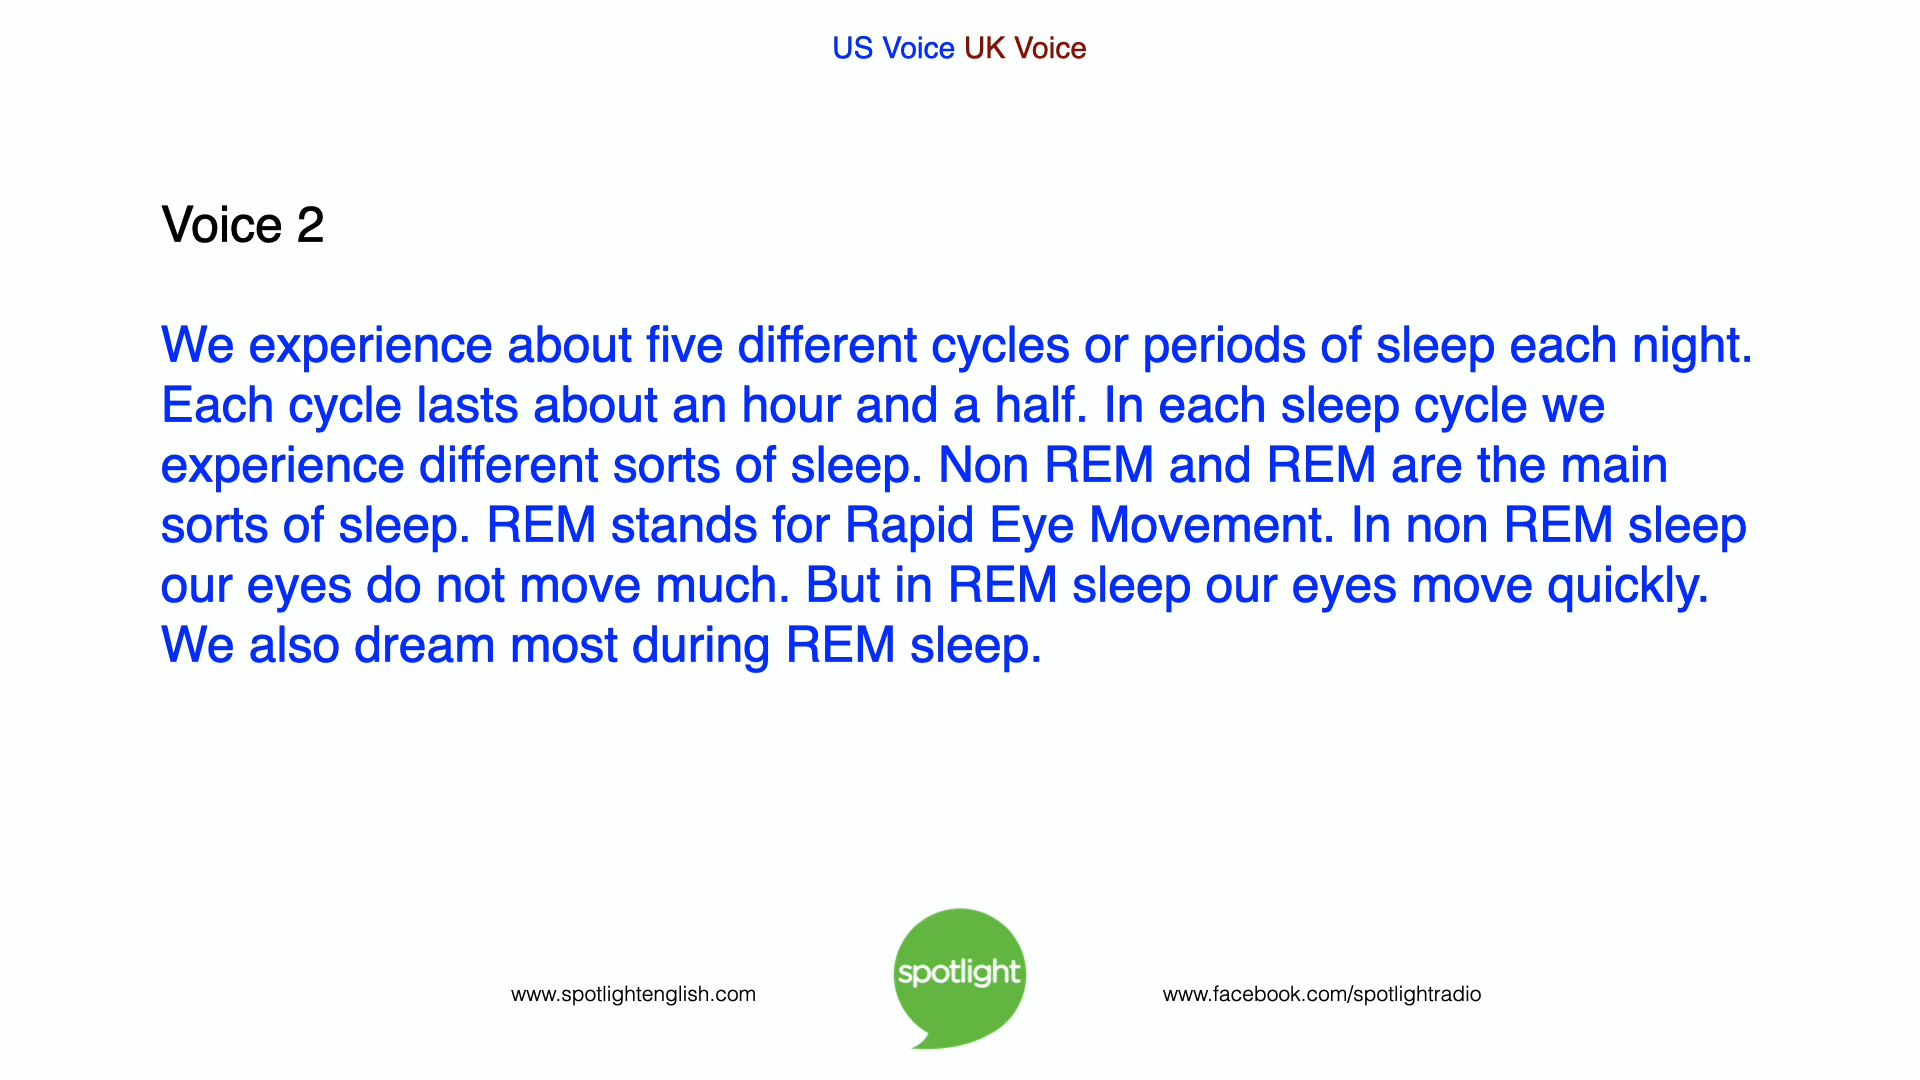 US Voice UK Voice
Voice 2
We experience about five different cycles or periods of sleep each night.
Each cycle lasts about an hour and a half. In each sleep cycle we
experience different sorts of sleep. Non REM and REM are the main
sorts of sleep. REM stands for Rapid Eye Movement. In non REM sleep
our eyes do not move much. But in REM sleep our eyes move quickly.
We also dream most during REM sleep.
spotlight
www.spotlightenglish.com
www.facebook.com/spotlightradio